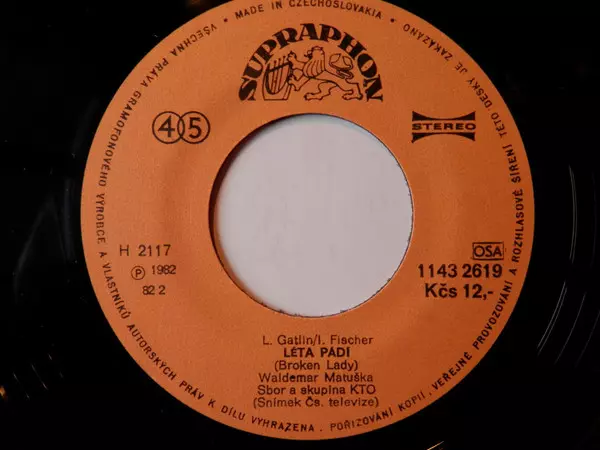 • MADE IN CZECHOSLOVAKIA •
VŠECHNA PRÁVA GRAMOFONOVÉHO VÝROBCE A VLASTNÍKŮ AUTORSKÝCH PRÁV K DÍLU VYHRAZENA. POŘIZOVÁNÍ KOPIÍ, VEŘEJNÉ PROVOZOVÁNÍ A ROZHLASOVÉ ŠÍŘENÍ TÉTO DESKY JE ZAKÁZÁNO
SUPRAPHON
45
STEREO
H 2117
℗ 1982
82 2
OSA
1143 2619
Kčs 12,-
L. Gatlin/I. Fischer
LÉTA PÁDÍ
(Broken Lady)
Waldemar Matuška
Sbor a skupina KTO
(Snímek Čs. televize)